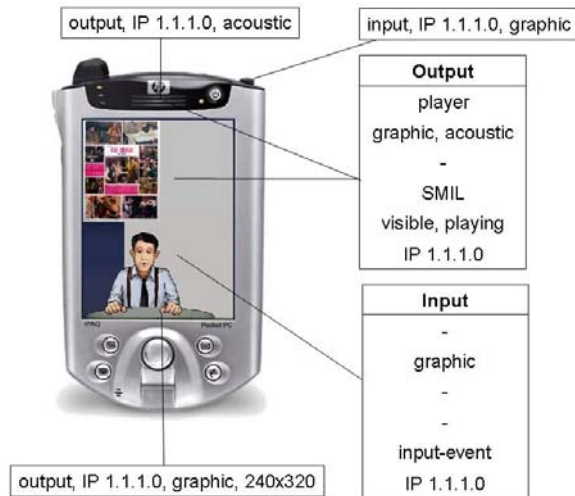 output, IP 1.1.1.0, acoustic
input, IP 1.1.1.0, graphic
hp
Output
player
graphic, acoustic
-
SMIL
visible, playing
IP 1.1.1.0
Input
-
graphic
-
-
input-event
IP 1.1.1.0
iPAQ
Pocket PC
output, IP 1.1.1.0, graphic, 240x320